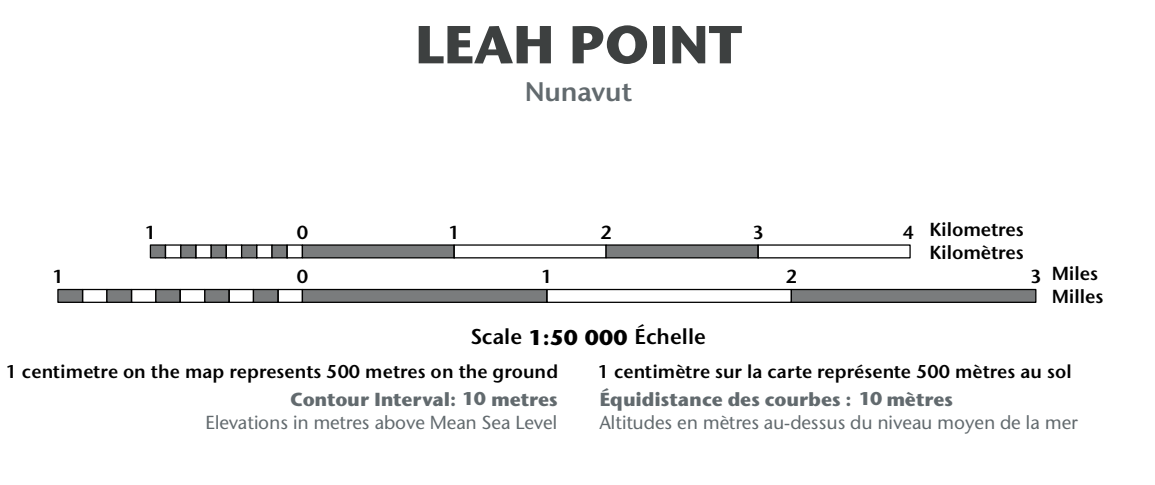 LEAH POINT
Nunavut
1 0 1 2 3 4 Kilometres
Kilomètres
1 0 1 2 3 Miles
Milles
Scale 1:50 000 Échelle
1 centimetre on the map represents 500 metres on the ground
Contour Interval: 10 metres
Elevations in metres above Mean Sea Level
1 centimètre sur la carte représente 500 mètres au sol
Équidistance des courbes : 10 mètres
Altitudes en mètres au-dessus du niveau moyen de la mer